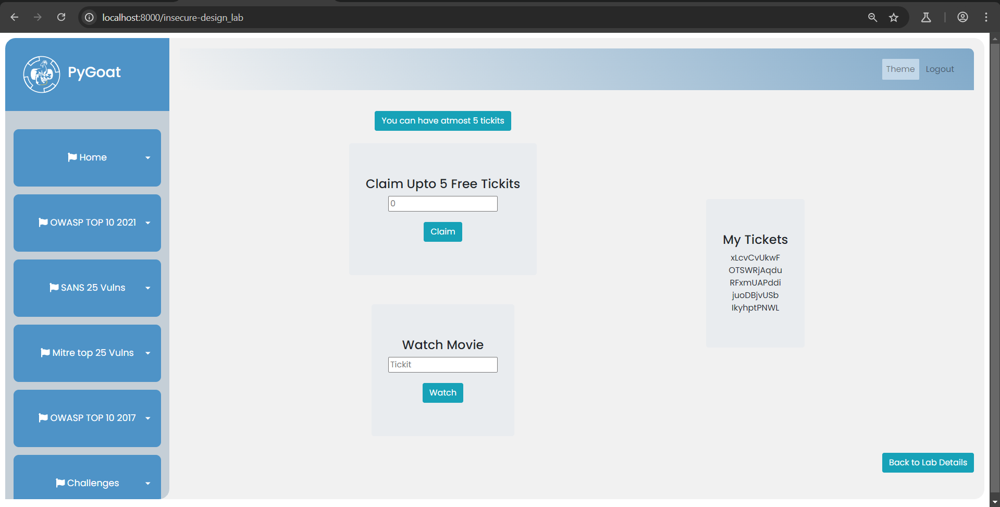 localhost:8000/insecure-design_lab
PyGoat
Theme
Logout
Home
OWASP TOP 10 2021
SANS 25 Vulns
Mitre top 25 Vulns
OWASP TOP 10 2017
Challenges
You can have atmost 5 tickits
Claim Upto 5 Free Tickits
0
Claim
Watch Movie
Tickit
Watch
My Tickets
xLcvCvUkwF
OTSWRjAqdu
RFxmUAPddi
juoDBjvUSb
IkyhptPNWL
Back to Lab Details